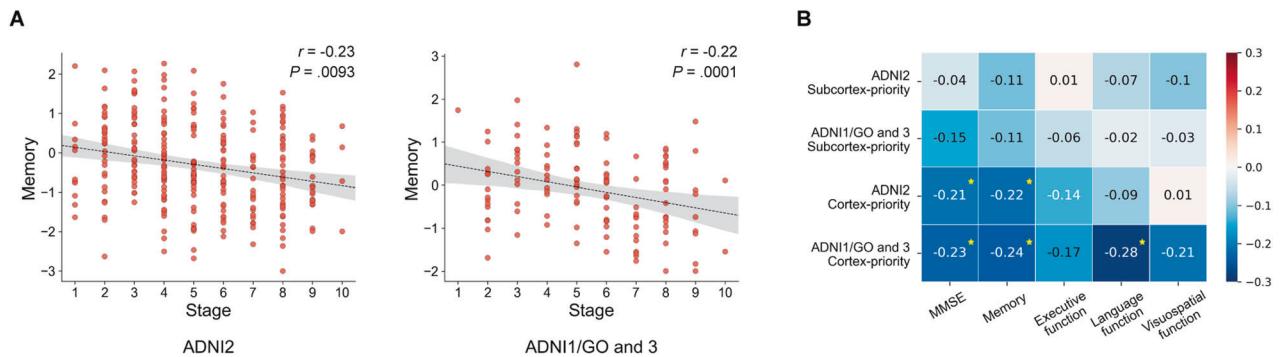 A
r = -0.23
P = .0093
Memory
2
1
0
−1
−2
−3
1 2 3 4 5 6 7 8 9 10
Stage
ADNI2
r = -0.22
P = .0001
Memory
3
2
1
0
−1
−2
1 2 3 4 5 6 7 8 9 10
Stage
ADNI1/GO and 3
B
ADNI2
Subcortex-priority
-0.04 -0.11 0.01 -0.07 -0.1
ADNI1/GO and 3
Subcortex-priority
-0.15 -0.11 -0.06 -0.02 -0.03
ADNI2
Cortex-priority
-0.21 -0.22 -0.14 -0.09 0.01
ADNI1/GO and 3
Cortex-priority
-0.23 -0.24 -0.17 -0.28 -0.21
MMSE
Memory
Executive
function
Language
function
Visuospatial
function
0.3
0.2
0.1
0.0
−0.1
−0.2
−0.3